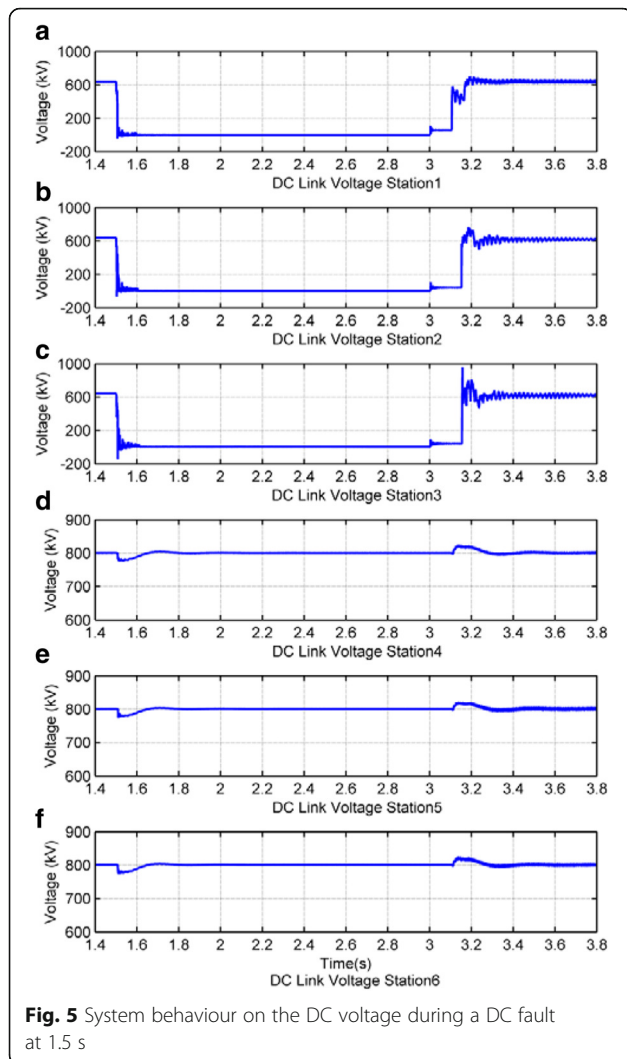 a
1000
600
200
-200
Voltage (kV)
1.4 1.6 1.8 2 2.2 2.4 2.6 2.8 3 3.2 3.4 3.6 3.8
DC Link Voltage Station1
b
1000
600
200
-200
Voltage (kV)
1.4 1.6 1.8 2 2.2 2.4 2.6 2.8 3 3.2 3.4 3.6 3.8
DC Link Voltage Station2
c
1000
600
200
-200
Voltage (kV)
1.4 1.6 1.8 2 2.2 2.4 2.6 2.8 3 3.2 3.4 3.6 3.8
DC Link Voltage Station3
d
900
800
700
600
Voltage (kV)
1.4 1.6 1.8 2 2.2 2.4 2.6 2.8 3 3.2 3.4 3.6 3.8
DC Link Voltage Station4
e
900
800
700
600
Voltage (kV)
1.4 1.6 1.8 2 2.2 2.4 2.6 2.8 3 3.2 3.4 3.6 3.8
DC Link Voltage Station5
f
900
800
700
600
Voltage (kV)
1.4 1.6 1.8 2 2.2 2.4 2.6 2.8 3 3.2 3.4 3.6 3.8
Time(s)
DC Link Voltage Station6
Fig. 5 System behaviour on the DC voltage during a DC fault
at 1.5 s